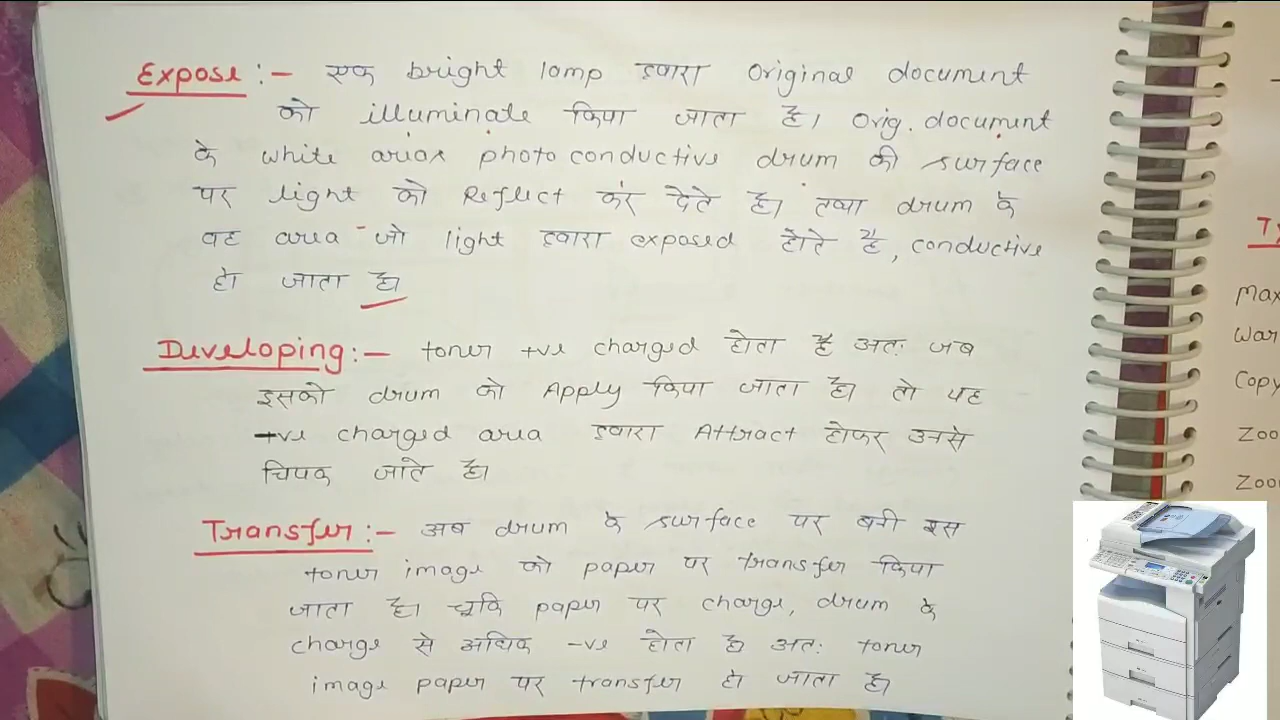 Expose :- एक bright lamp द्वारा Original document
को illuminate किया जाता है। Orig. document
के white ariax photo conductive drum की surface
पर light को Reflect कर देते है। तथा drum के
वह area जो light द्वारा exposed होते है, conductive
हो जाता है।
Developing :- toner +ve charged होता है अतः जब
इसको drum को Apply किया जाता है। तो यह
-ve charged area द्वारा Attract होकर उनसे
चिपक जाते है।
Transfer :- अब drum के surface पर बनी इस
toner image को paper पर transfer किया
जाता है। चूकि paper पर charge, drum के
charge से अधिक -ve होता है अतः toner
image paper पर transfer हो जाता है।
Max
War
Copy
Zoo
Zoo